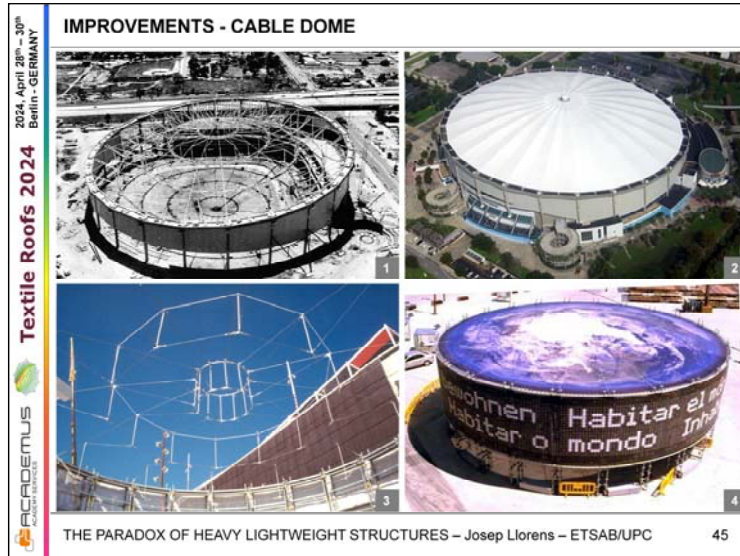 IMPROVEMENTS - CABLE DOME
2024, April 28th – 30th
Berlin - GERMANY
Textile Roofs 2024
ACADEMUS
ACADEMY SERVICES
1
2
3
4
wohnen
Habitar el
Habitar o
mondo
THE PARADOX OF HEAVY LIGHTWEIGHT STRUCTURES – Josep Llorens – ETSAB/UPC
45